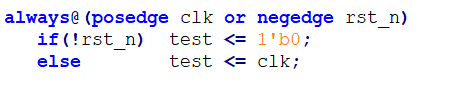 always@(posedge clk or negedge rst_n)
if(!rst_n) test <= 1'b0;
else test <= clk;